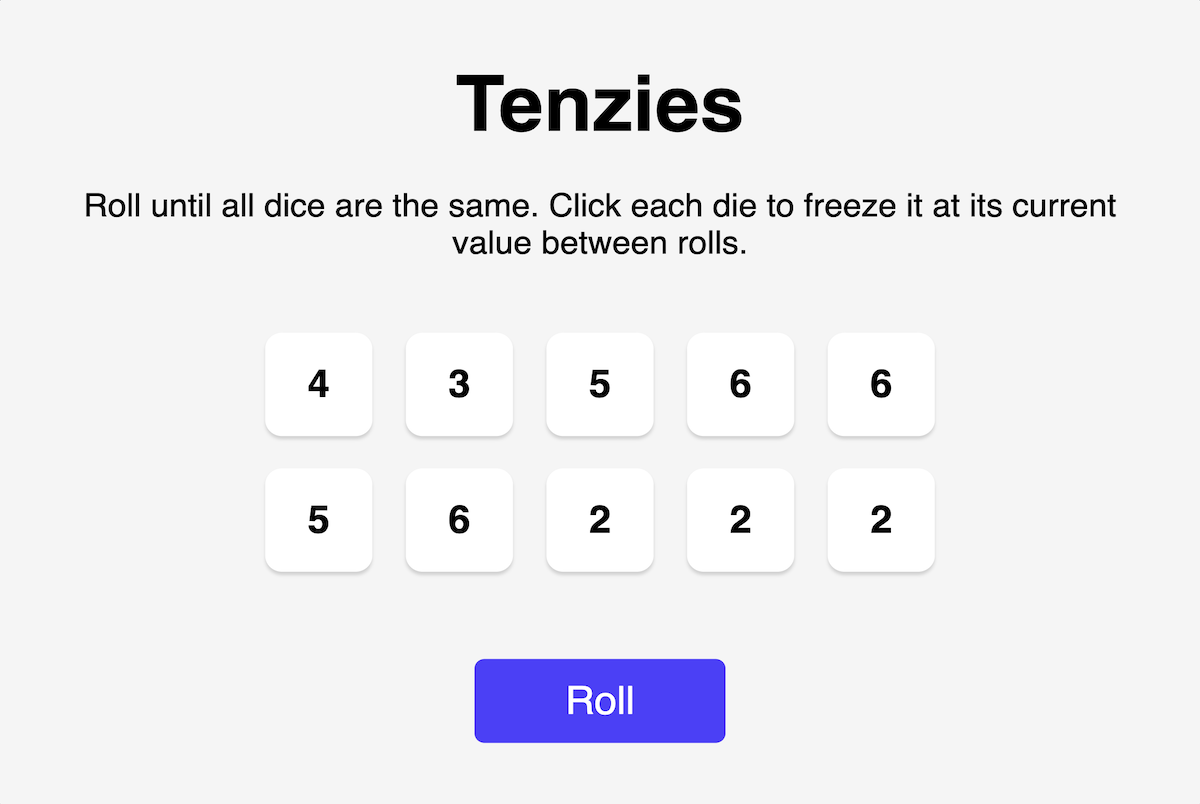 Tenzies
Roll until all dice are the same. Click each die to freeze it at its current
value between rolls.
4 3 5 6 6
5 6 2 2 2
Roll